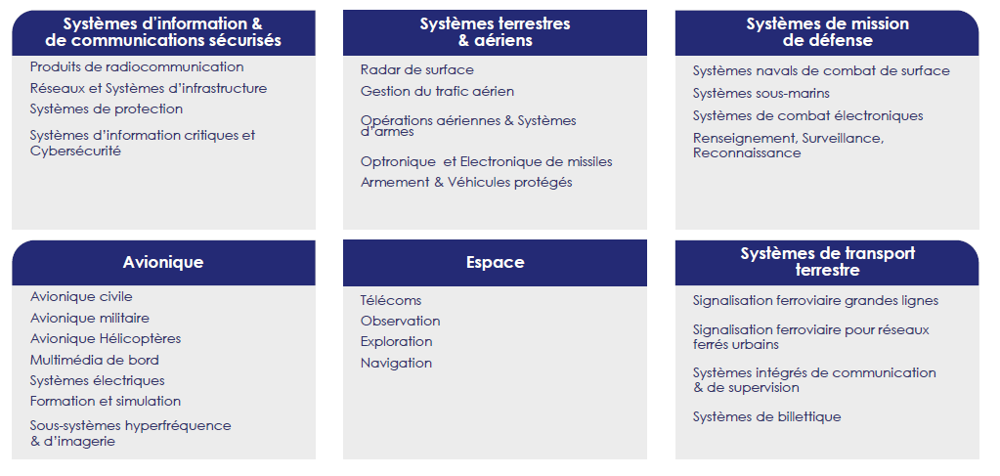 Systèmes d’information &
de communications sécurisés
Produits de radiocommunication
Réseaux et Systèmes d’infrastructure
Systèmes de protection
Systèmes d’information critiques et
Cybersécurité
Systèmes terrestres
& aériens
Radar de surface
Gestion du trafic aérien
Opérations aériennes & Systèmes
d’armes
Optronique et Electronique de missiles
Armement & Véhicules protégés
Systèmes de mission
de défense
Systèmes navals de combat de surface
Systèmes sous-marins
Systèmes de combat électroniques
Renseignement, Surveillance,
Reconnaissance
Avionique
Avionique civile
Avionique militaire
Avionique Hélicoptères
Multimédia de bord
Systèmes électriques
Formation et simulation
Sous-systèmes hyperfréquence
& d’imagerie
Espace
Télécoms
Observation
Exploration
Navigation
Systèmes de transport
terrestre
Signalisation ferroviaire grandes lignes
Signalisation ferroviaire pour réseaux
ferrés urbains
Systèmes intégrés de communication
& de supervision
Systèmes de billettique